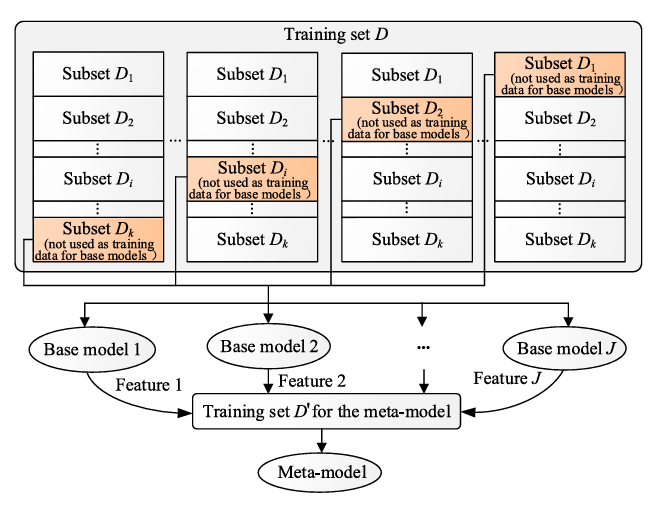 Training set D
Subset D1
Subset D2
⋮
Subset Di
⋮
Subset Dk
(not used as training
data for base models )
...
Subset D1
Subset D2
⋮
Subset Di
(not used as training
data for base models )
⋮
Subset Dk
...
Subset D1
Subset D2
(not used as training
data for base models )
⋮
Subset Di
⋮
Subset Dk
...
Subset D1
(not used as training
data for base models )
Subset D2
⋮
Subset Di
⋮
Subset Dk
Base model 1
Base model 2
...
Base model J
Feature 1
Feature 2
Feature J
Training set D' for the meta-model
Meta-model